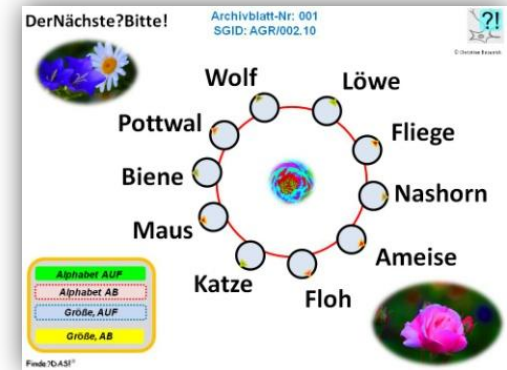 DerNächste?Bitte!
Archivblatt-Nr: 001
SGID: AGR/002.10
?!
Wolf
Löwe
Pottwal
Fliege
Biene
Nashorn
Maus
Ameise
Katze
Floh
Alphabet AUF
Alphabet AB
Größe, AUF
Größe, AB